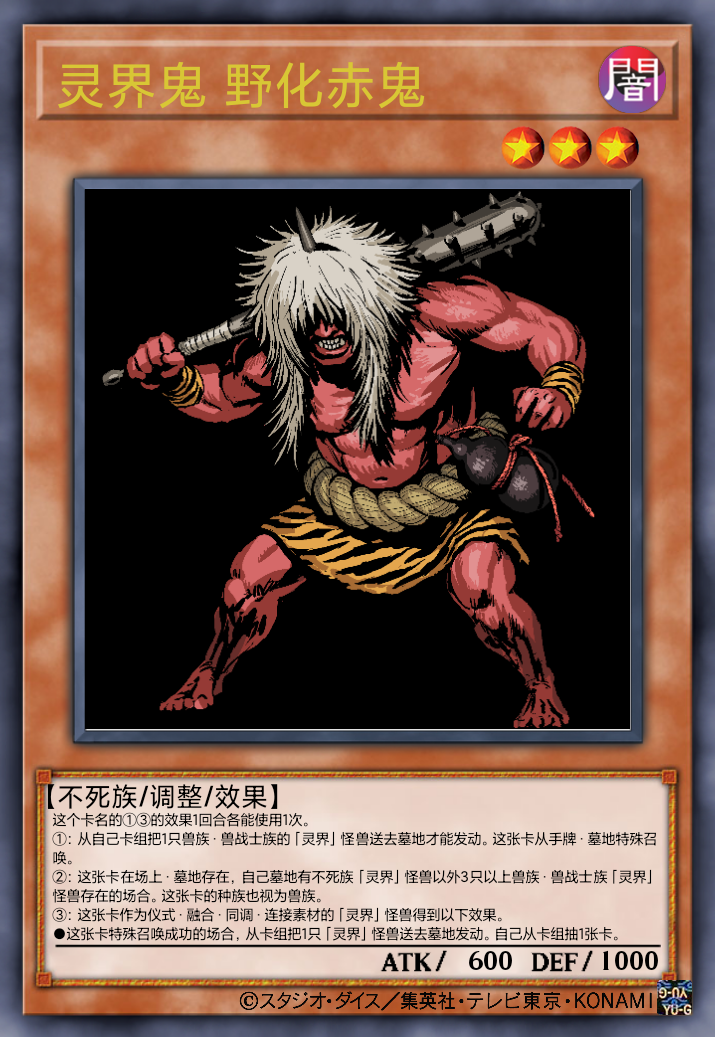 灵界鬼 野化赤鬼
闇
【不死族/调整/效果】
这个卡名的①③的效果1回合各能使用1次。
①：从自己卡组把1只兽族·兽战士族的「灵界」怪兽送去墓地才能发动。这张卡从手牌·墓地特殊召
唤。
②：这张卡在场上·墓地存在，自己墓地有不死族「灵界」怪兽以外3只以上兽族·兽战士族「灵界」
怪兽存在的场合。这张卡的种族也视为兽族。
③：这张卡作为仪式·融合·同调·连接素材的「灵界」怪兽得到以下效果。
●这张卡特殊召唤成功的场合，从卡组把1只「灵界」怪兽送去墓地发动。自己从卡组抽1张卡。
ATK/ 600 DEF/1000
©スタジオ・ダイス／集英社・テレビ東京・KONAMI
YU-G
YU-G